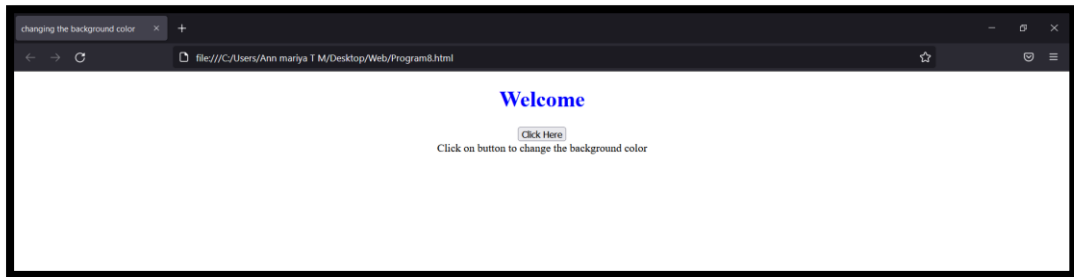 changing the background color
file:///C:/Users/Ann mariya T M/Desktop/Web/Program8.html
Welcome
Click Here
Click on button to change the background color